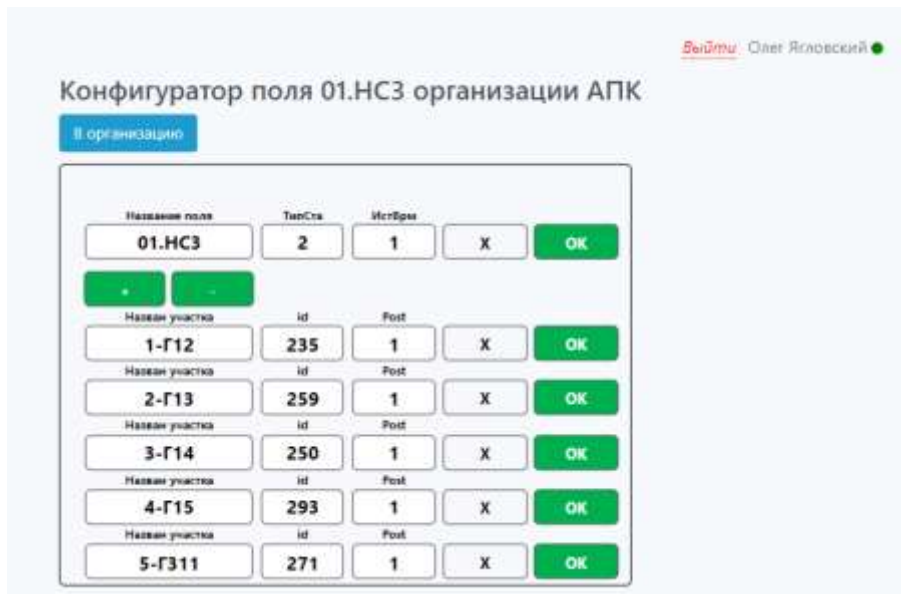 Выйти Олег Ягловский
Конфигуратор поля 01.НС3 организации АПК
В организацию
Название поля ТипСта ИстВрм
01.НС3 2 1 X OK
+ -
Назван участка id Post
1-Г12 235 1 X OK
Назван участка id Post
2-Г13 259 1 X OK
Назван участка id Post
3-Г14 250 1 X OK
Назван участка id Post
4-Г15 293 1 X OK
Назван участка id Post
5-Г311 271 1 X OK